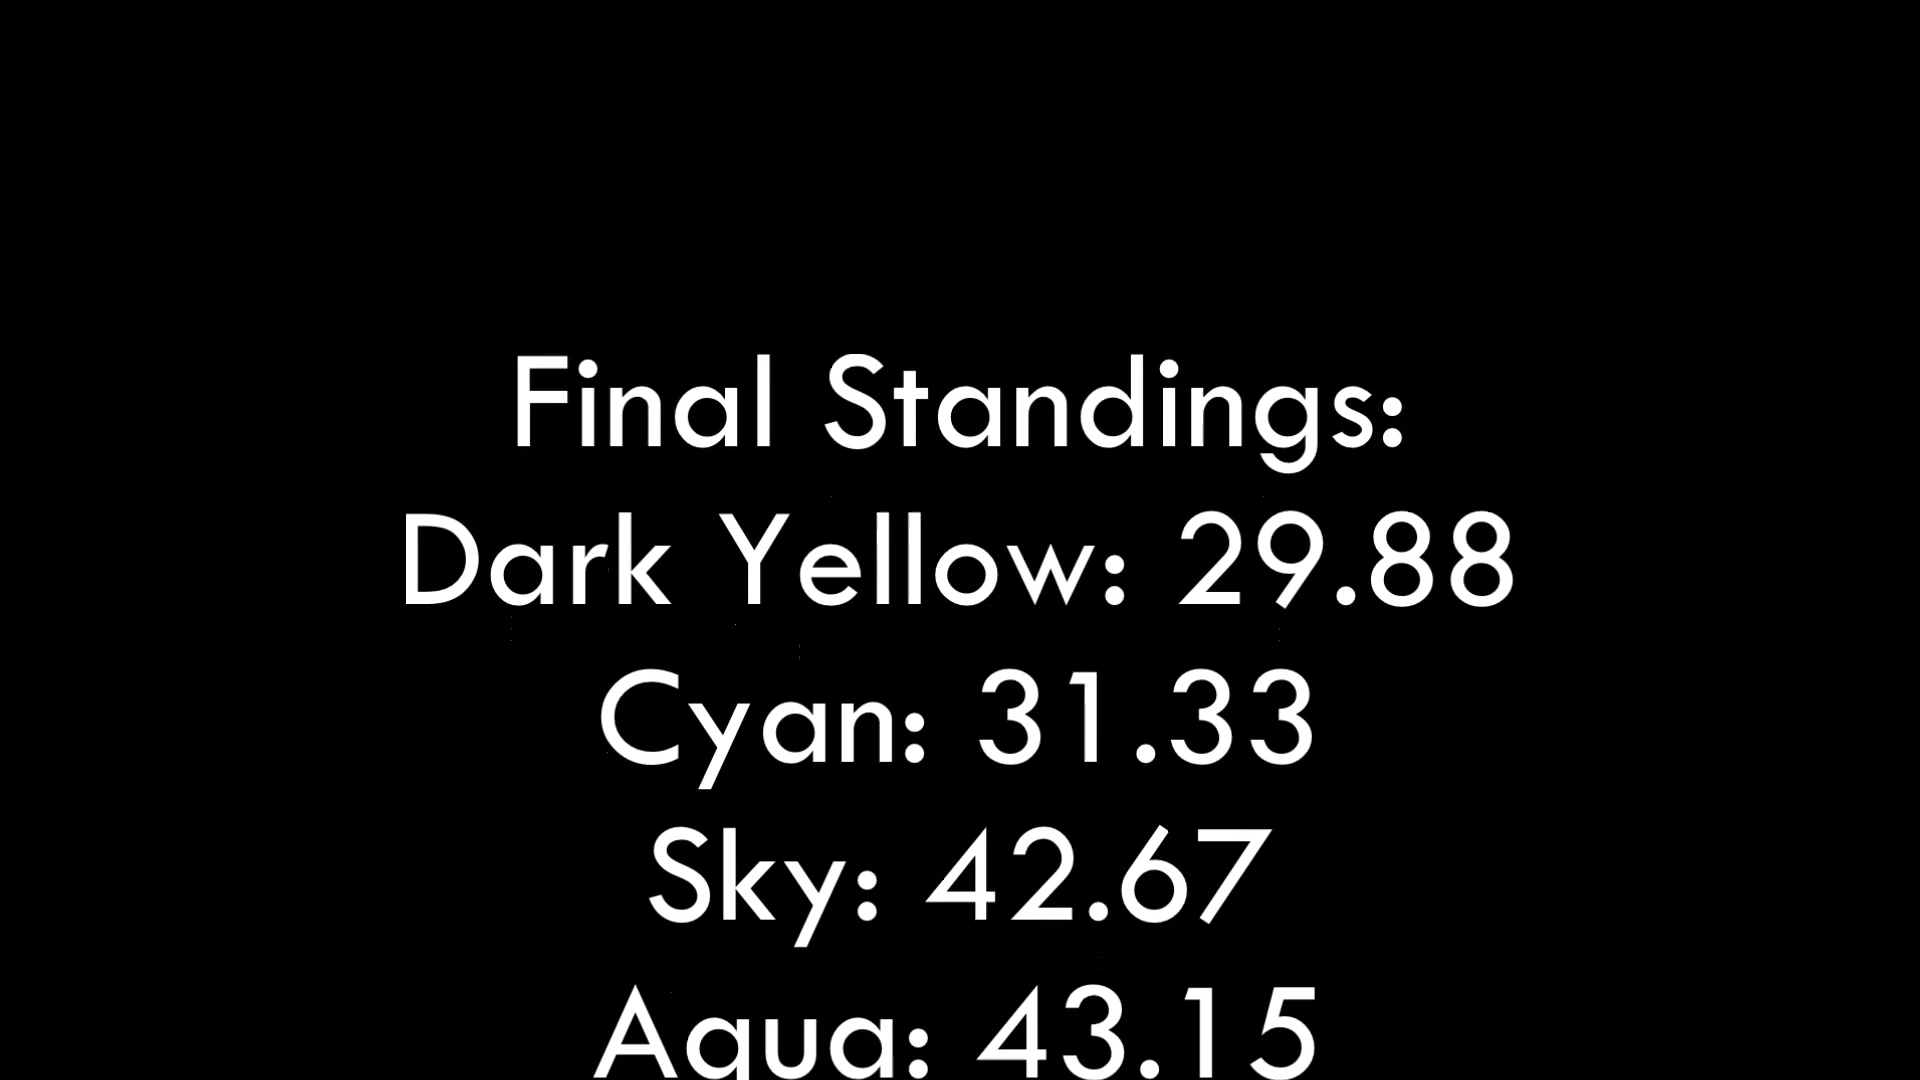 Final Standings:
Dark Yellow: 29.88
Cyan: 31.33
Sky: 42.67
Aqua: 43.15